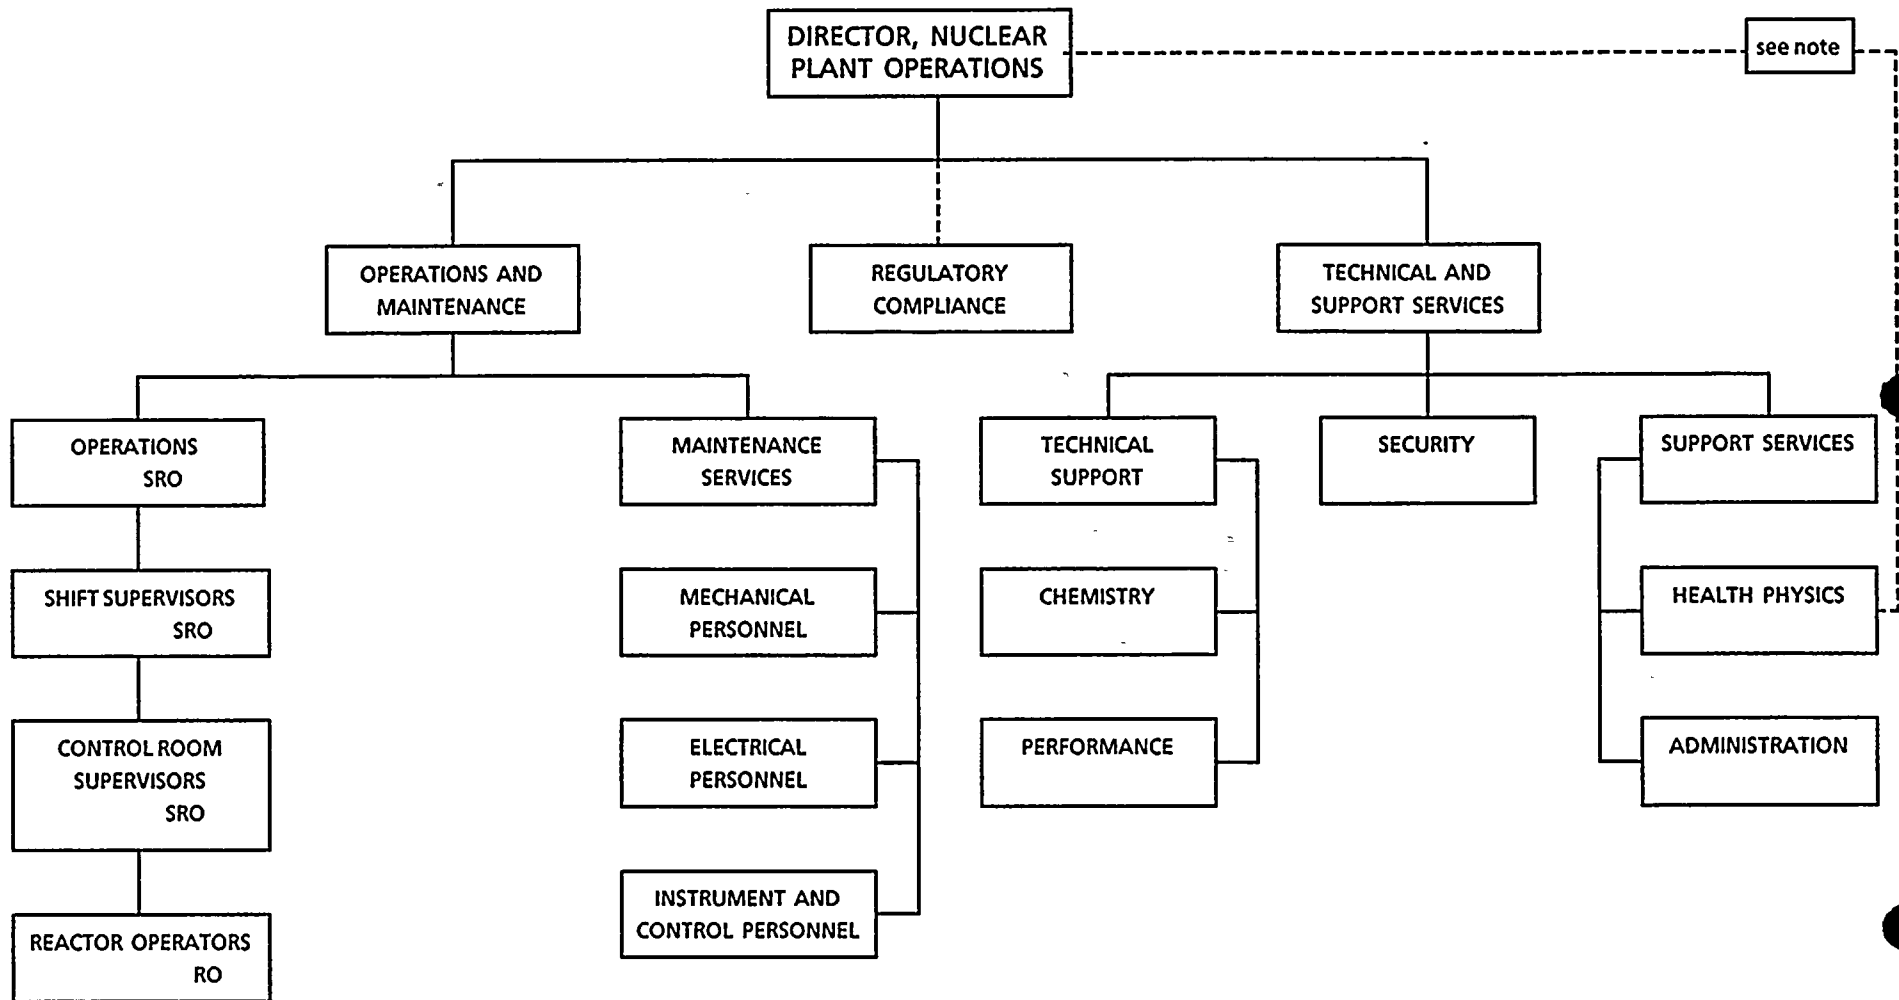 DIRECTOR, NUCLEAR
PLANT OPERATIONS
see note
OPERATIONS AND
MAINTENANCE
REGULATORY
COMPLIANCE
TECHNICAL AND
SUPPORT SERVICES
OPERATIONS
SRO
MAINTENANCE
SERVICES
TECHNICAL
SUPPORT
SECURITY
SUPPORT SERVICES
SHIFT SUPERVISORS
SRO
MECHANICAL
PERSONNEL
CHEMISTRY
HEALTH PHYSICS
CONTROL ROOM
SUPERVISORS
SRO
ELECTRICAL
PERSONNEL
PERFORMANCE
ADMINISTRATION
INSTRUMENT AND
CONTROL PERSONNEL
REACTOR OPERATORS
RO